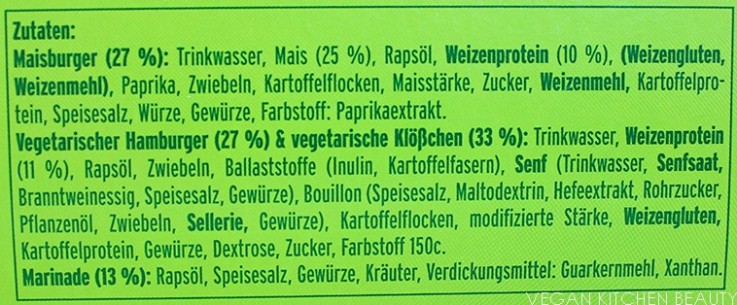 Zutaten:
Maisburger (27 %): Trinkwasser, Mais (25 %), Rapsöl, Weizenprotein (10 %), (Weizengluten,
Weizenmehl), Paprika, Zwiebeln, Kartoffelflocken, Maisstärke, Zucker, Weizenmehl, Kartoffelpro-
tein, Speisesalz, Würze, Gewürze, Farbstoff: Paprikaextrakt.
Vegetarischer Hamburger (27 %) & vegetarische Klößchen (33 %): Trinkwasser, Weizenprotein
(11 %), Rapsöl, Zwiebeln, Ballaststoffe (Inulin, Kartoffelfasern), Senf (Trinkwasser, Senfsaat,
Branntweinessig, Speisesalz, Gewürze), Bouillon (Speisesalz, Maltodextrin, Hefeextrakt, Rohrzucker,
Pflanzenöl, Zwiebeln, Sellerie, Gewürze), Kartoffelflocken, modifizierte Stärke, Weizengluten,
Kartoffelprotein, Gewürze, Dextrose, Zucker, Farbstoff 150c.
Marinade (13 %): Rapsöl, Speisesalz, Gewürze, Kräuter, Verdickungsmittel: Guarkernmehl, Xanthan.
VEGAN KITCHEN BEAUTY